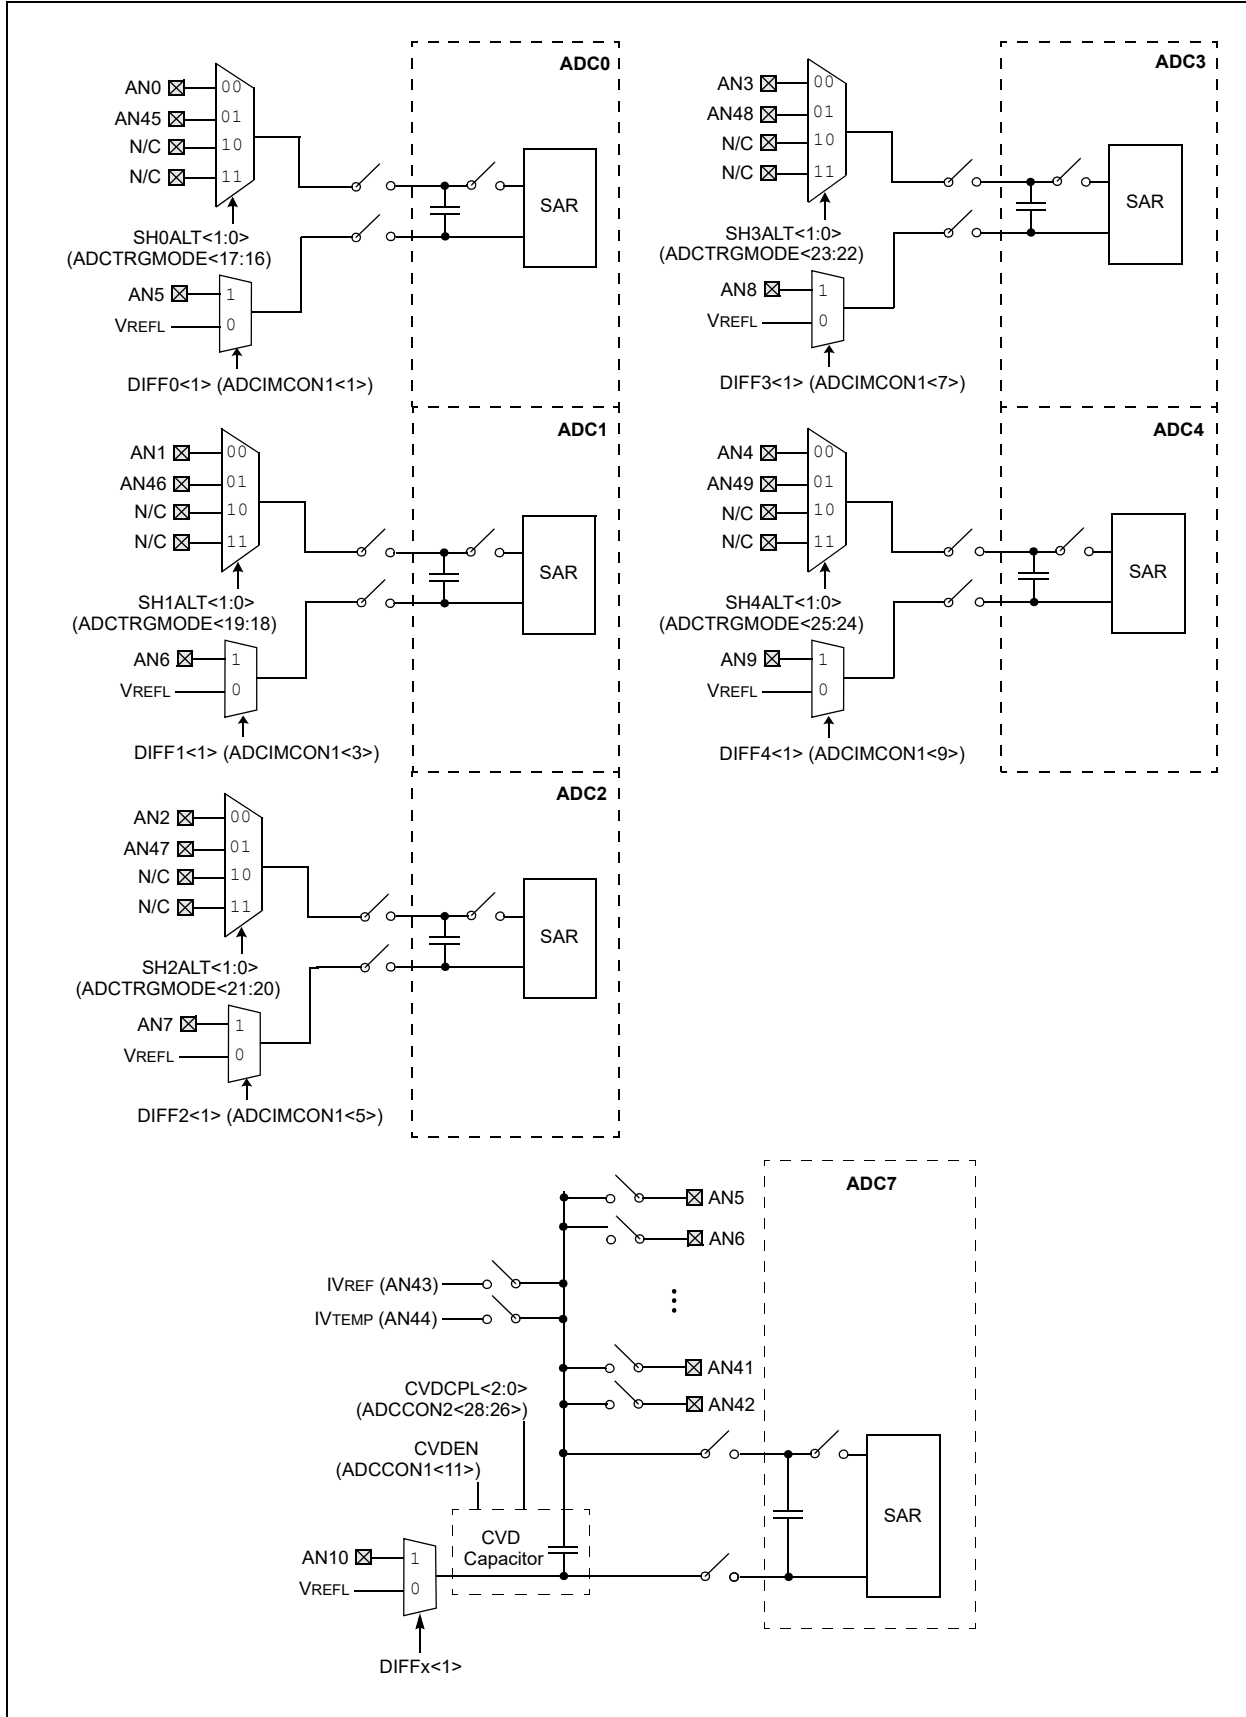 ADC0
AN0 00
AN45 01
N/C 10
N/C 11
SAR
SH0ALT<1:0>
(ADCTRGMODE<17:16)
AN5 1
VREFL 0
DIFF0<1> (ADCIMCON1<1>)
ADC3
AN3 00
AN48 01
N/C 10
N/C 11
SAR
SH3ALT<1:0>
(ADCTRGMODE<23:22)
AN8 1
VREFL 0
DIFF3<1> (ADCIMCON1<7>)
ADC1
AN1 00
AN46 01
N/C 10
N/C 11
SAR
SH1ALT<1:0>
(ADCTRGMODE<19:18)
AN6 1
VREFL 0
DIFF1<1> (ADCIMCON1<3>)
ADC4
AN4 00
AN49 01
N/C 10
N/C 11
SAR
SH4ALT<1:0>
(ADCTRGMODE<25:24)
AN9 1
VREFL 0
DIFF4<1> (ADCIMCON1<9>)
ADC2
AN2 00
AN47 01
N/C 10
N/C 11
SAR
SH2ALT<1:0>
(ADCTRGMODE<21:20)
AN7 1
VREFL 0
DIFF2<1> (ADCIMCON1<5>)
ADC7
AN5
AN6
IVREF (AN43)
IVTEMP (AN44)
AN41
AN42
CVDCPL<2:0>
(ADCCON2<28:26>)
CVDEN
(ADCCON1<11>)
SAR
CVD
Capacitor
AN10 1
VREFL 0
DIFFx<1>